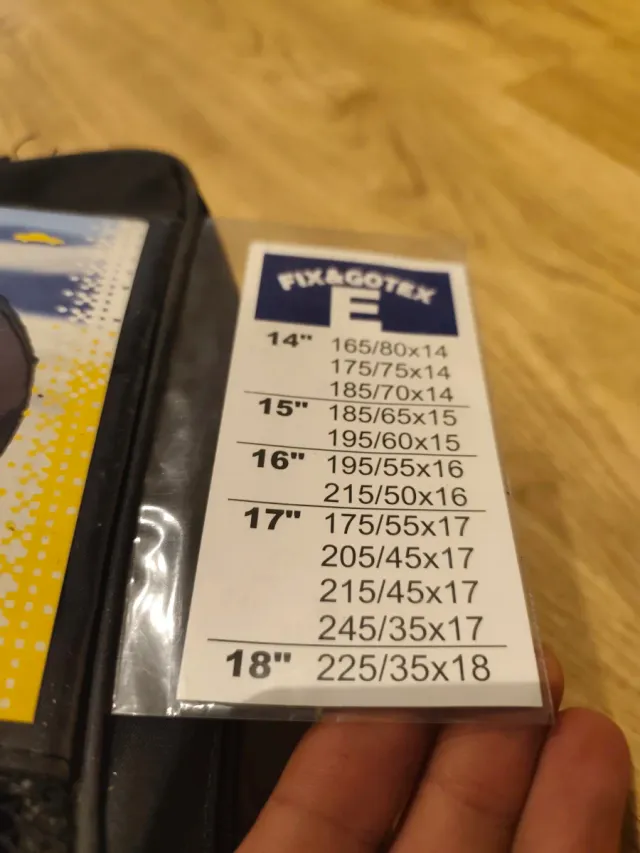 FIX&GOTEX
E
14" 165/80x14
175/75x14
185/70x14
15" 185/65x15
195/60x15
16" 195/55x16
215/50x16
17" 175/55x17
205/45x17
215/45x17
245/35x17
18" 225/35x18